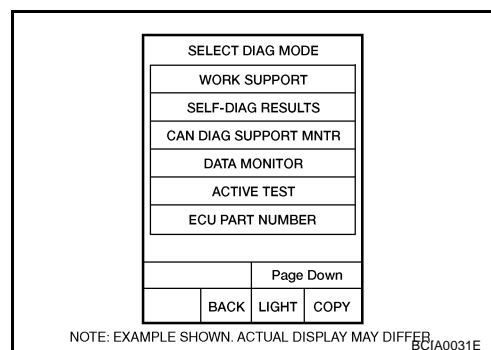 SELECT DIAG MODE
WORK SUPPORT
SELF-DIAG RESULTS
CAN DIAG SUPPORT MNTR
DATA MONITOR
ACTIVE TEST
ECU PART NUMBER
Page Down
BACK LIGHT COPY
NOTE: EXAMPLE SHOWN. ACTUAL DISPLAY MAY DIFFER.
BCIA0031E